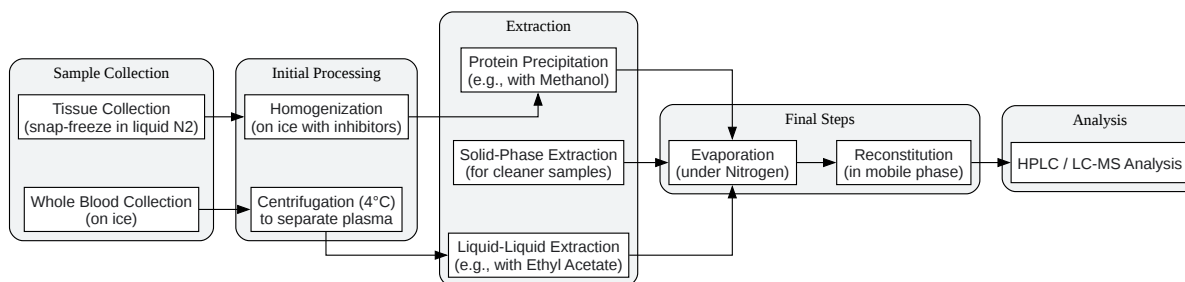 Sample Collection
Tissue Collection
(snap-freeze in liquid N2)
Whole Blood Collection
(on ice)
Initial Processing
Homogenization
(on ice with inhibitors)
Centrifugation (4°C)
to separate plasma
Extraction
Protein Precipitation
(e.g., with Methanol)
Solid-Phase Extraction
(for cleaner samples)
Liquid-Liquid Extraction
(e.g., with Ethyl Acetate)
Final Steps
Evaporation
(under Nitrogen)
Reconstitution
(in mobile phase)
Analysis
HPLC / LC-MS Analysis